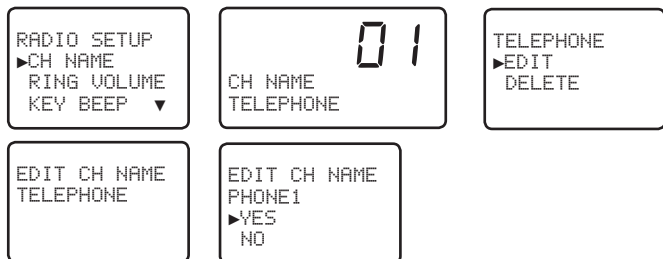 RADIO SETUP
►CH NAME
RING VOLUME
KEY BEEP ▼
01
CH NAME
TELEPHONE
TELEPHONE
►EDIT
DELETE
EDIT CH NAME
TELEPHONE
EDIT CH NAME
PHONE1
►YES
NO